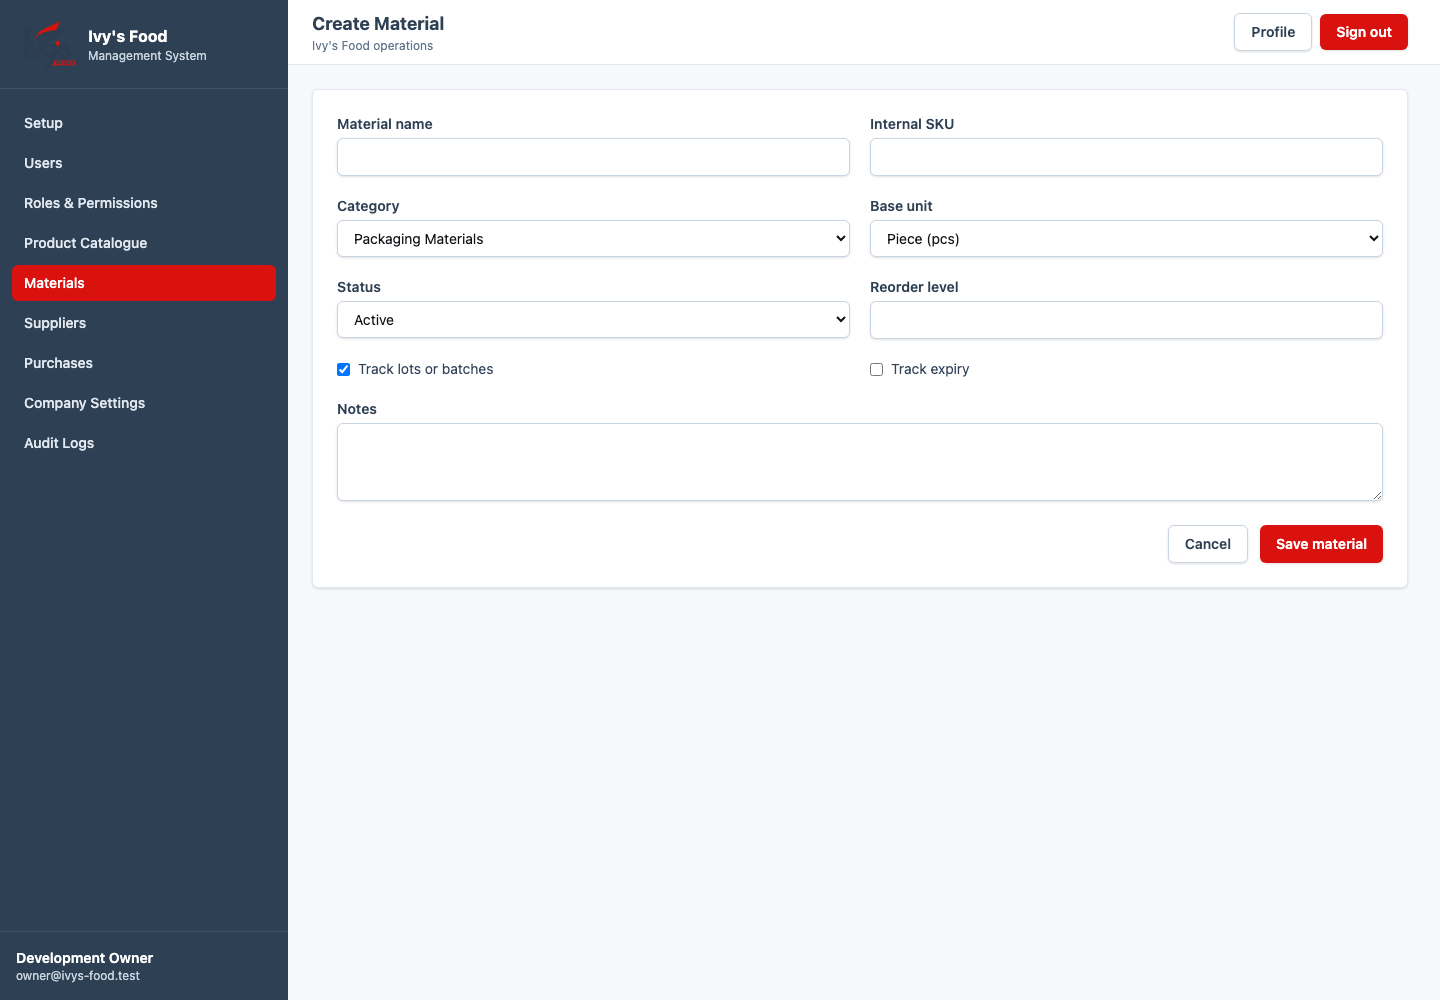 Ivy's Food
Management System
Setup
Users
Roles & Permissions
Product Catalogue
Materials
Suppliers
Purchases
Company Settings
Audit Logs
Development Owner
owner@ivys-food.test
Create Material
Ivy's Food operations
Profile
Sign out
Material name
Internal SKU
Category
Base unit
Packaging Materials
Piece (pcs)
Status
Reorder level
Active
Track lots or batches
Track expiry
Notes
Cancel
Save material